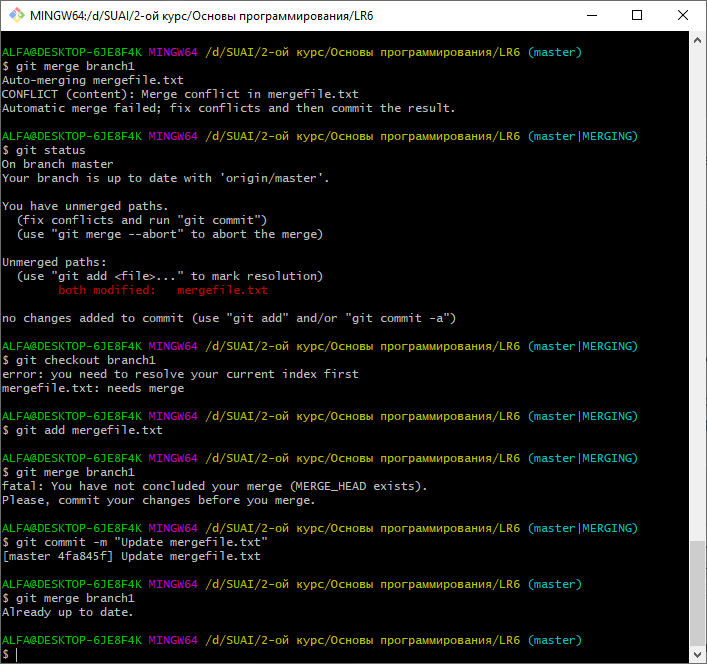 MINGW64:/d/SUAI/2-ой курс/Основы программирования/LR6
ALFA@DESKTOP-6JE8F4K MINGW64 /d/SUAI/2-ой курс/Основы программирования/LR6 (master)
$ git merge branch1
Auto-merging mergefile.txt
CONFLICT (content): Merge conflict in mergefile.txt
Automatic merge failed; fix conflicts and then commit the result.
ALFA@DESKTOP-6JE8F4K MINGW64 /d/SUAI/2-ой курс/Основы программирования/LR6 (master|MERGING)
$ git status
On branch master
Your branch is up to date with 'origin/master'.
You have unmerged paths.
  (fix conflicts and run "git commit")
  (use "git merge --abort" to abort the merge)
Unmerged paths:
  (use "git add <file>..." to mark resolution)
        both modified:   mergefile.txt
no changes added to commit (use "git add" and/or "git commit -a")
ALFA@DESKTOP-6JE8F4K MINGW64 /d/SUAI/2-ой курс/Основы программирования/LR6 (master|MERGING)
$ git checkout branch1
error: you need to resolve your current index first
mergefile.txt: needs merge
ALFA@DESKTOP-6JE8F4K MINGW64 /d/SUAI/2-ой курс/Основы программирования/LR6 (master|MERGING)
$ git add mergefile.txt
ALFA@DESKTOP-6JE8F4K MINGW64 /d/SUAI/2-ой курс/Основы программирования/LR6 (master|MERGING)
$ git merge branch1
fatal: You have not concluded your merge (MERGE_HEAD exists).
Please, commit your changes before you merge.
ALFA@DESKTOP-6JE8F4K MINGW64 /d/SUAI/2-ой курс/Основы программирования/LR6 (master|MERGING)
$ git commit -m "Update mergefile.txt"
[master 4fa845f] Update mergefile.txt
ALFA@DESKTOP-6JE8F4K MINGW64 /d/SUAI/2-ой курс/Основы программирования/LR6 (master)
$ git merge branch1
Already up to date.
ALFA@DESKTOP-6JE8F4K MINGW64 /d/SUAI/2-ой курс/Основы программирования/LR6 (master)
$